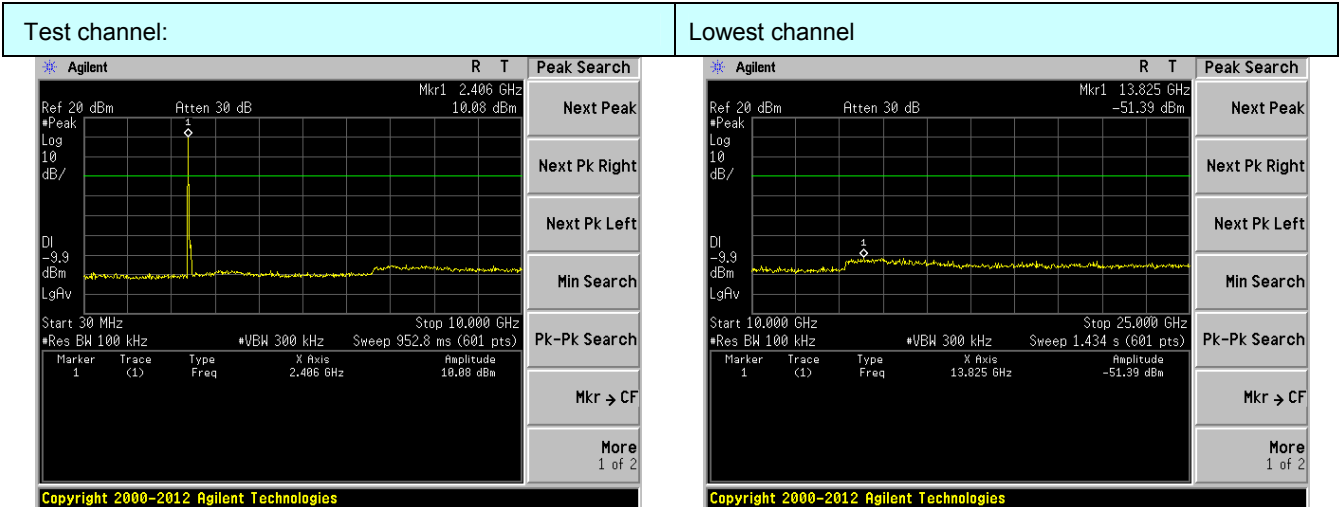 Test channel:
Lowest channel
Agilent
R T
Peak Search
Mkr1 2.406 GHz
Ref 20 dBm Atten 30 dB 10.08 dBm
#Peak
Log
10
dB/
1
DI
-9.9
dBm
LgAv
Start 30 MHz Stop 10.000 GHz
#Res BW 100 kHz #VBW 300 kHz Sweep 952.8 ms (601 pts)
Marker Trace Type X Axis Amplitude
1 (1) Freq 2.406 GHz 10.08 dBm
Next Peak
Next Pk Right
Next Pk Left
Min Search
Pk-Pk Search
Mkr → CF
More
1 of 2
Copyright 2000-2012 Agilent Technologies
Agilent
R T
Peak Search
Mkr1 13.825 GHz
Ref 20 dBm Atten 30 dB -51.39 dBm
#Peak
Log
10
dB/
1
DI
-9.9
dBm
LgAv
Start 10.000 GHz Stop 25.000 GHz
#Res BW 100 kHz #VBW 300 kHz Sweep 1.434 s (601 pts)
Marker Trace Type X Axis Amplitude
1 (1) Freq 13.825 GHz -51.39 dBm
Next Peak
Next Pk Right
Next Pk Left
Min Search
Pk-Pk Search
Mkr → CF
More
1 of 2
Copyright 2000-2012 Agilent Technologies